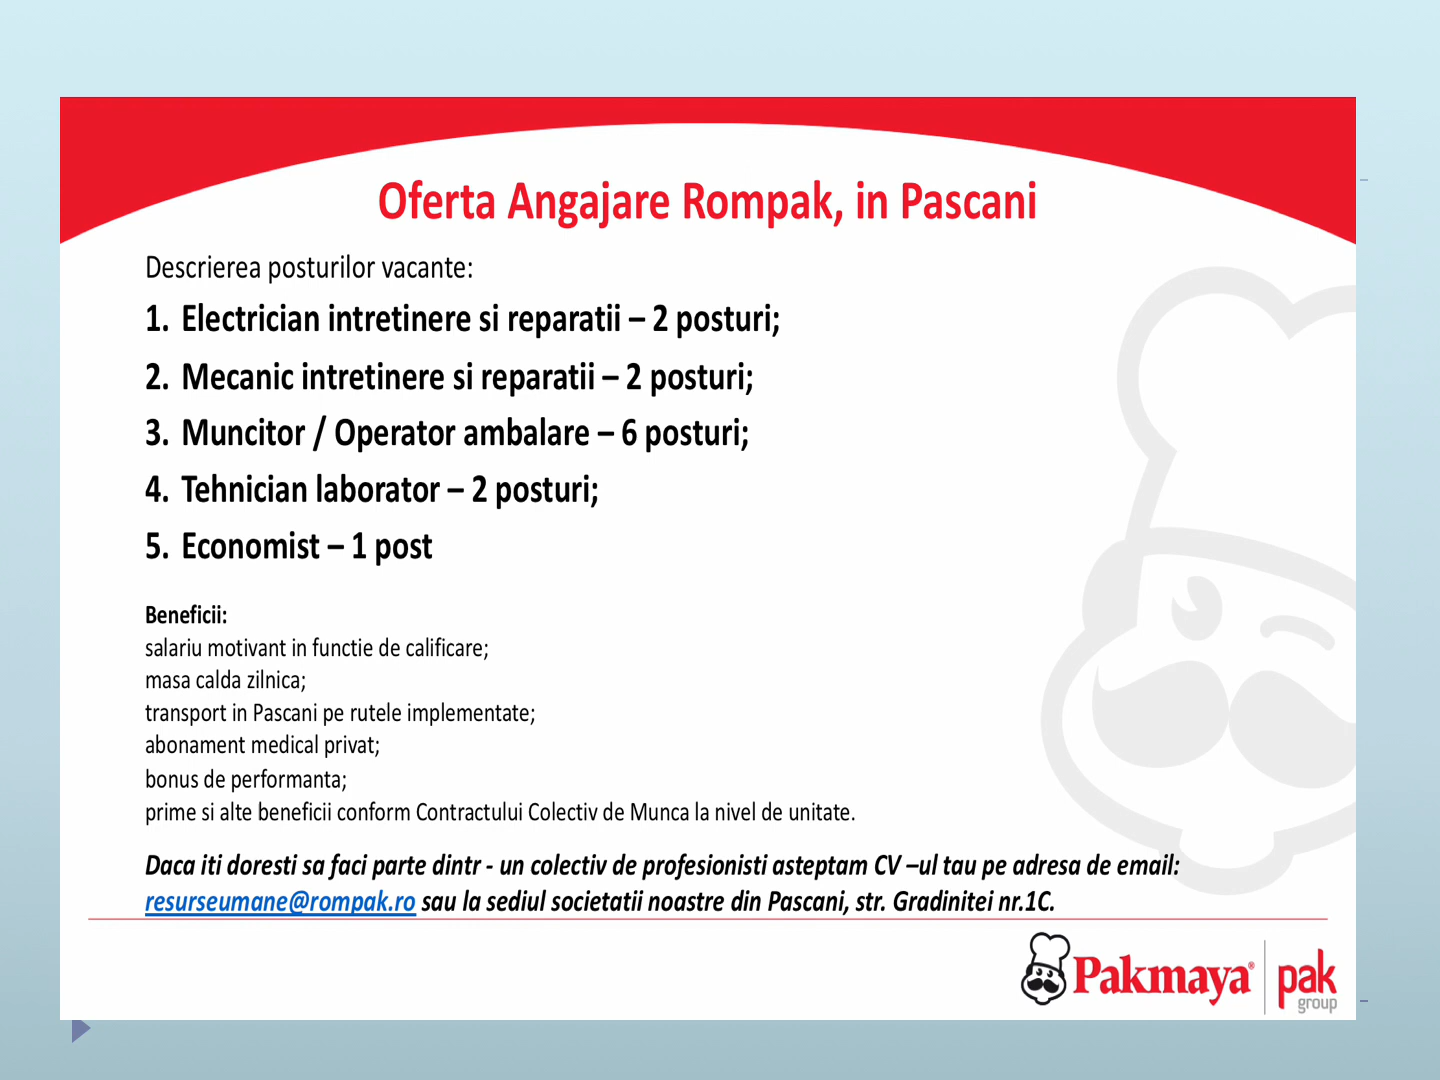 Oferta Angajare Rompak, in Pascani
Descrierea posturilor vacante:
1. Electrician intretinere si reparatii – 2 posturi;
2. Mecanic intretinere si reparatii – 2 posturi;
3. Muncitor / Operator ambalare – 6 posturi;
4. Tehnician laborator – 2 posturi;
5. Economist – 1 post
Beneficii:
salariu motivant in functie de calificare;
masa calda zilnica;
transport in Pascani pe rutele implementate;
abonament medical privat;
bonus de performanta;
prime si alte beneficii conform Contractului Colectiv de Munca la nivel de unitate.
Daca iti doresti sa faci parte dintr - un colectiv de profesionisti asteptam CV –ul tau pe adresa de email:
resurseumane@rompak.ro sau la sediul societatii noastre din Pascani, str. Gradinitei nr.1C.
Pakmaya® pak
group